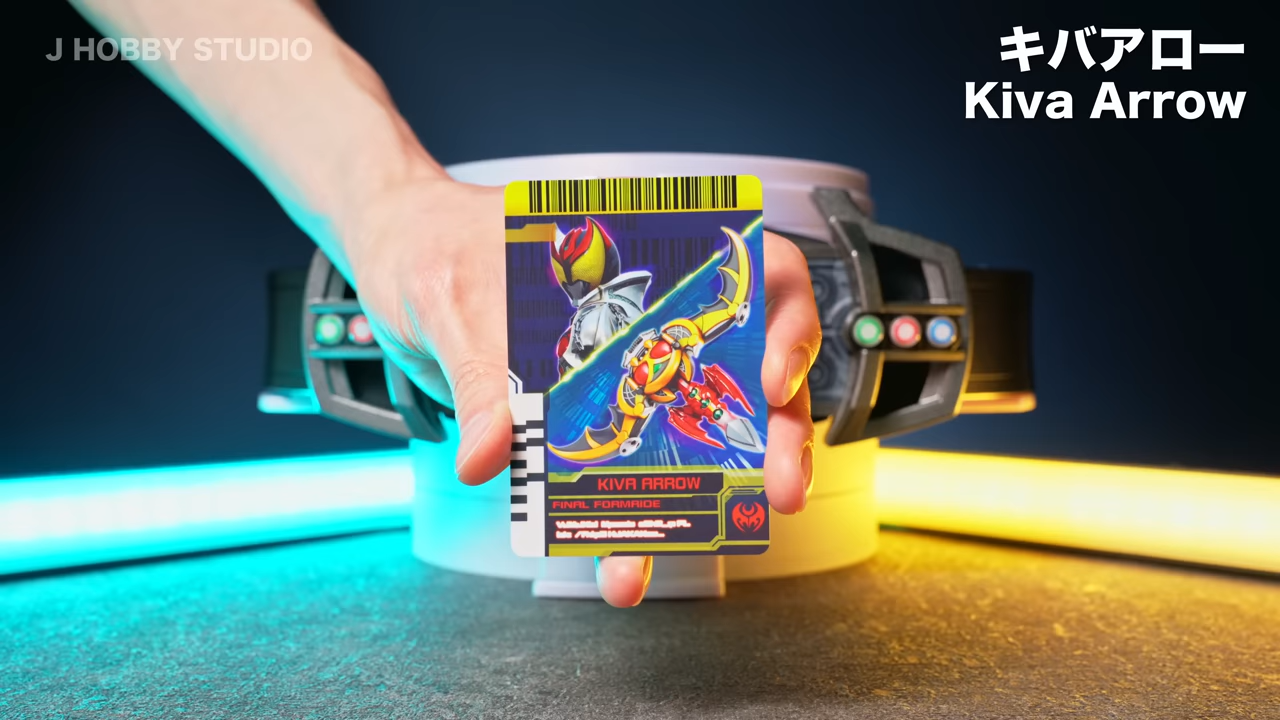 J HOBBY STUDIO
キバアロー
Kiva Arrow
KIVA ARROW
FINAL FORMRIDE